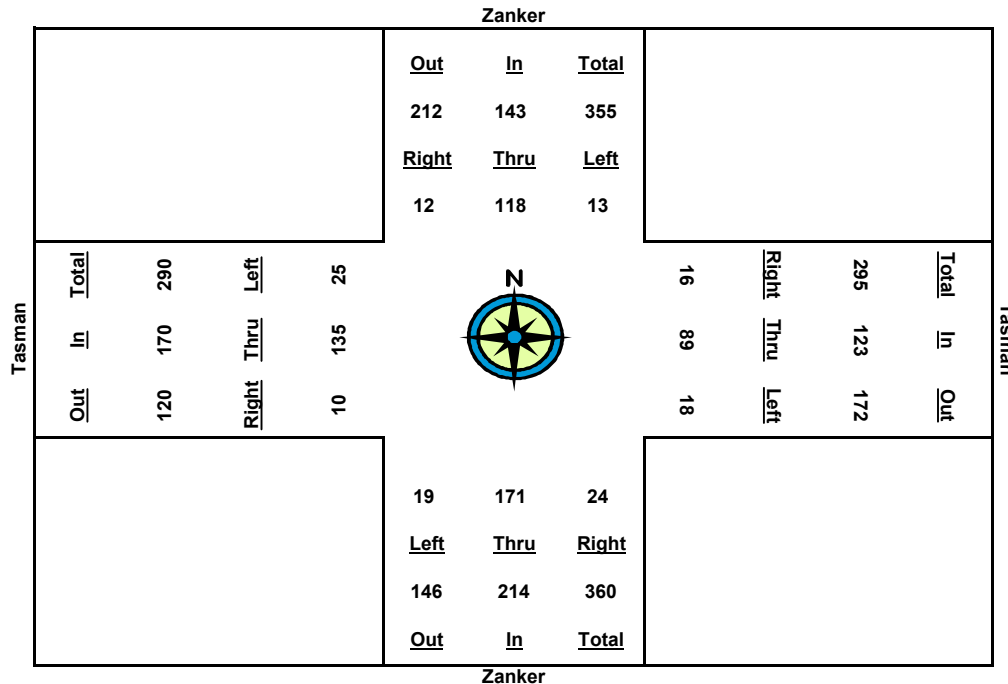 Zanker
Out In Total
212 143 355
Right Thru Left
12 118 13
Tasman
Total 290 Left 25
In 170 Thru 135
Out 120 Right 10
N
16 Right 295 Total
89 Thru 123 In
18 Left 172 Out
Tasman
19 171 24
Left Thru Right
146 214 360
Out In Total
Zanker